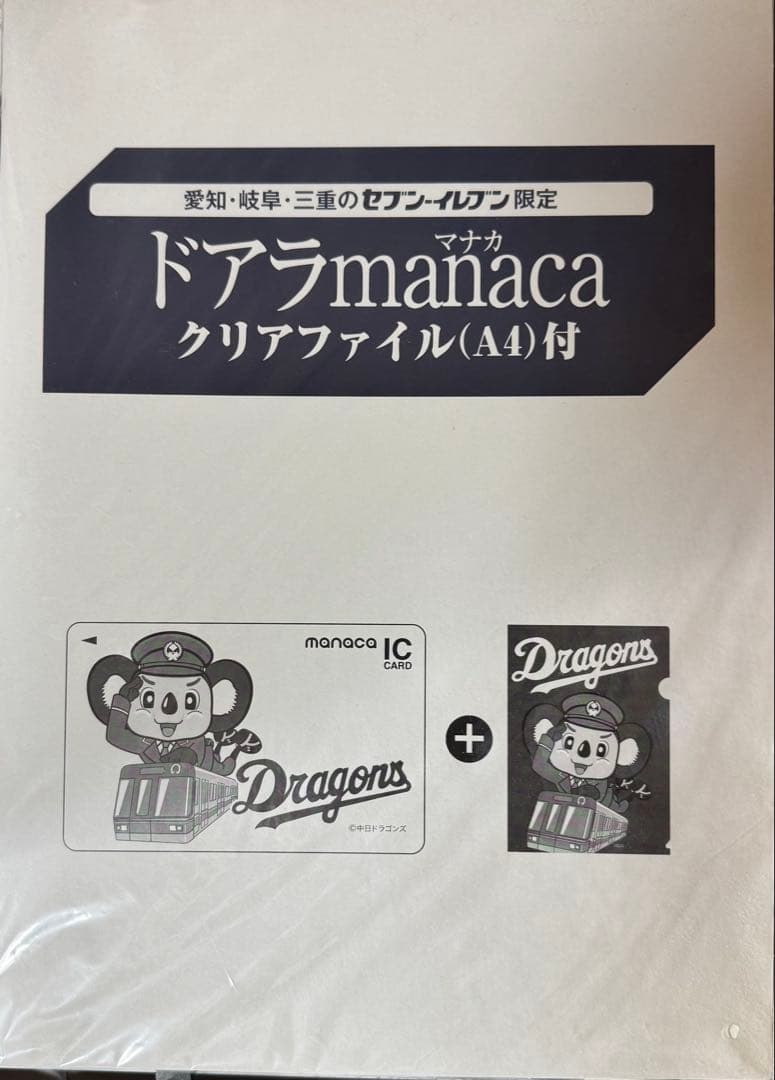 愛知・岐阜・三重のセブン-イレブン限定
マナカ
ドアラmanaca
クリアファイル(A4)付
manaca IC
CARD
Dragons
©中日ドラゴンズ
+
Dragons